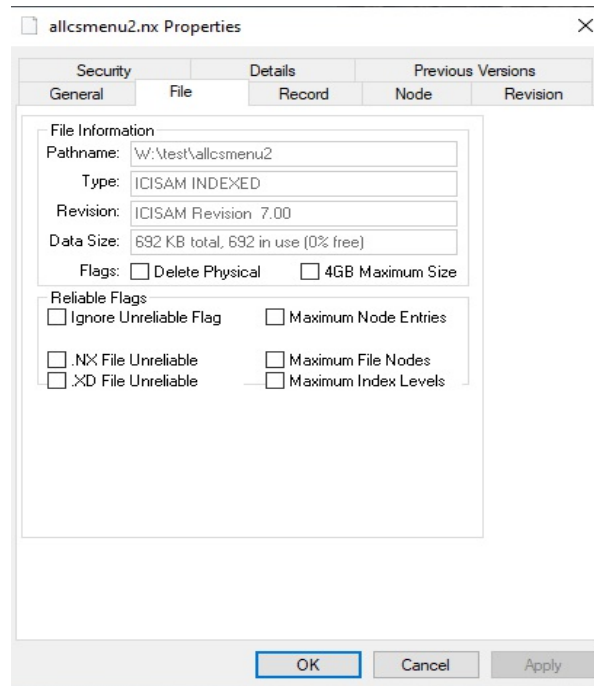 allcsmenu2.nx Properties
Security Details Previous Versions
General File Record Node Revision
File Information
Pathname: W:\test\allcsmenu2
Type: ICISAM INDEXED
Revision: ICISAM Revision 7.00
Data Size: 692 KB total, 692 in use (0% free)
Flags: Delete Physical 4GB Maximum Size
Reliable Flags
Ignore Unreliable Flag Maximum Node Entries
.NX File Unreliable Maximum File Nodes
.XD File Unreliable Maximum Index Levels
OK Cancel Apply